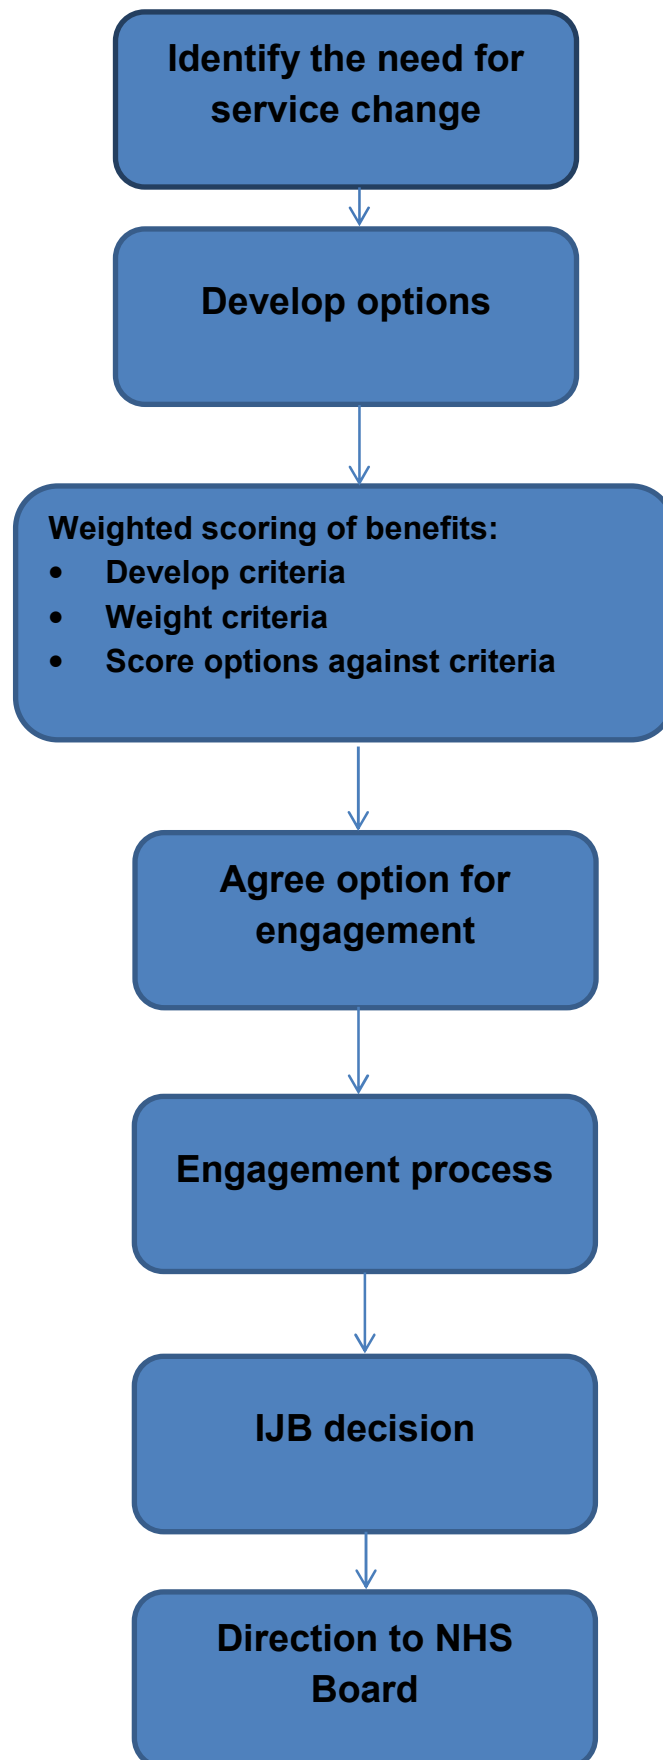 Identify the need for
service change
Develop options
Weighted scoring of benefits:
• Develop criteria
• Weight criteria
• Score options against criteria
Agree option for
engagement
Engagement process
IJB decision
Direction to NHS
Board